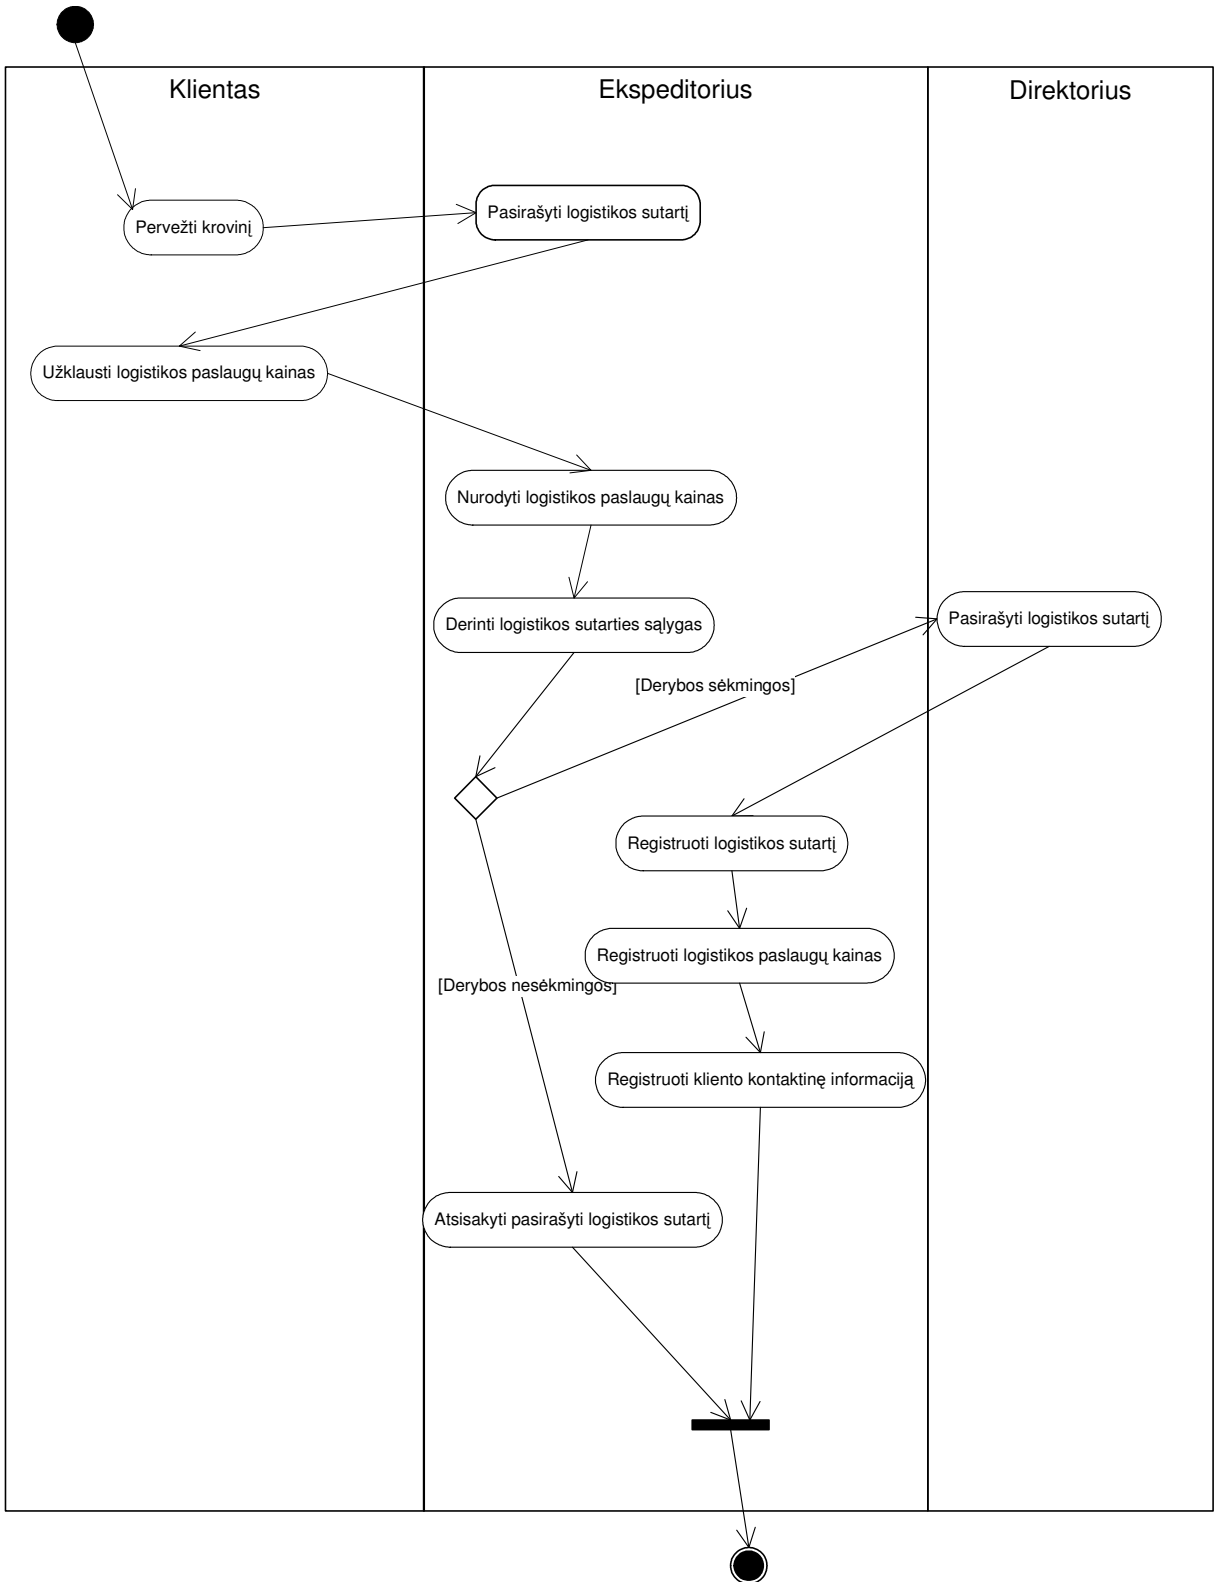 Klientas
Ekspeditorius
Direktorius
Pervežti krovinį
Pasirašyti logistikos sutartį
Užklausti logistikos paslaugų kainas
Nurodyti logistikos paslaugų kainas
Derinti logistikos sutarties sąlygas
Pasirašyti logistikos sutartį
[Derybos sėkmingos]
Registruoti logistikos sutartį
Registruoti logistikos paslaugų kainas
[Derybos nesėkmingos]
Registruoti kliento kontaktinę informaciją
Atsisakyti pasirašyti logistikos sutartį